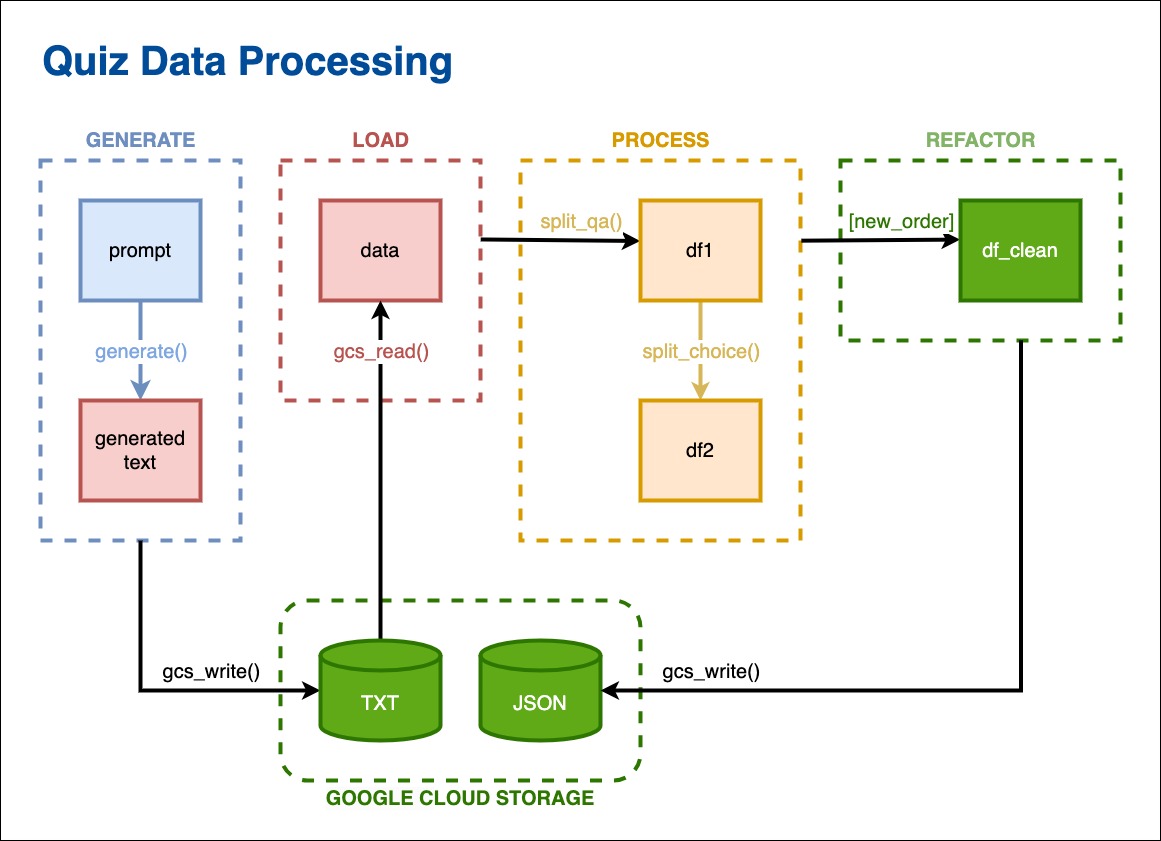 Quiz Data Processing
GENERATE
LOAD
PROCESS
REFACTOR
prompt
data
split_qa()
df1
[new_order]
df_clean
generate()
gcs_read()
split_choice()
generated
text
df2
gcs_write()
TXT
JSON
gcs_write()
GOOGLE CLOUD STORAGE